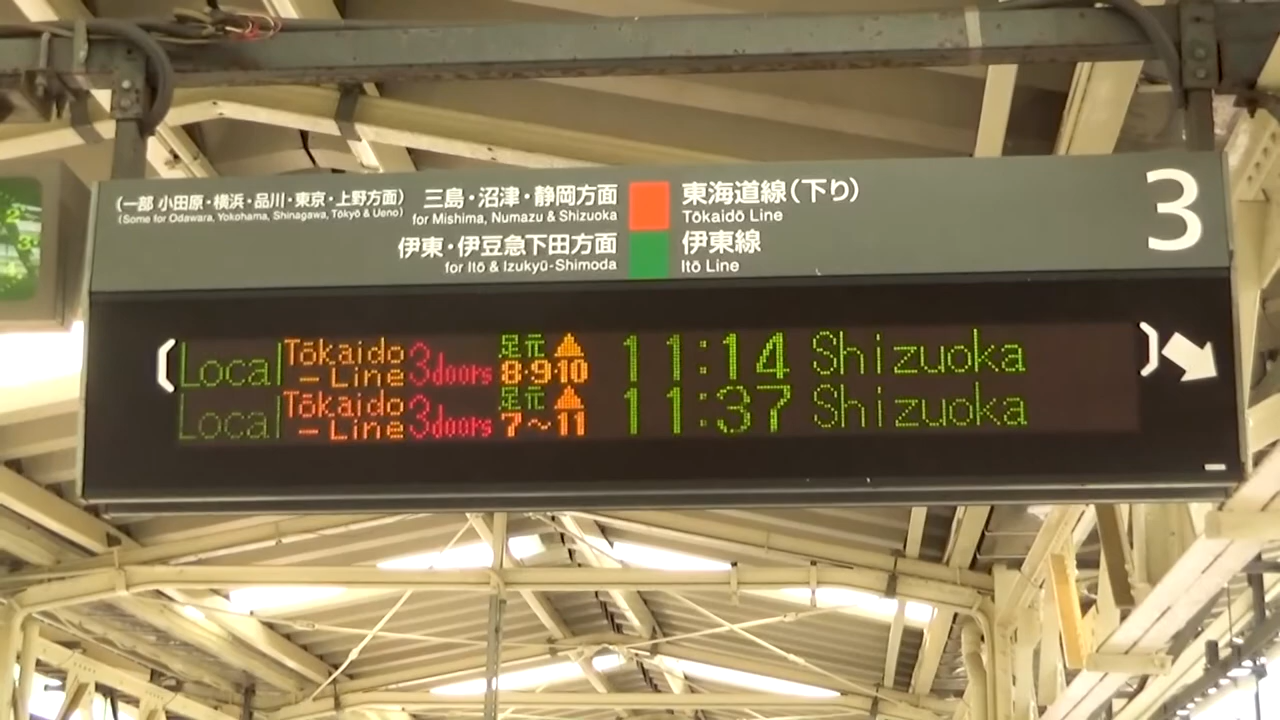 (一部 小田原・横浜・品川・東京・上野方面) 三島・沼津・静岡方面 東海道線(下り) 3
(Some for Odawara, Yokohama, Shinagawa, Tōkyō & Ueno) for Mishima, Numazu & Shizuoka Tōkaidō Line
伊東・伊豆急下田方面 伊東線
for Itō & Izukyū-Shimoda Itō Line
Local Tōkaido-Line 3doors 足元▲8・9・10 11:14 Shizuoka
Local Tōkaido-Line 3doors 足元▲7～11 11:37 Shizuoka
2
3